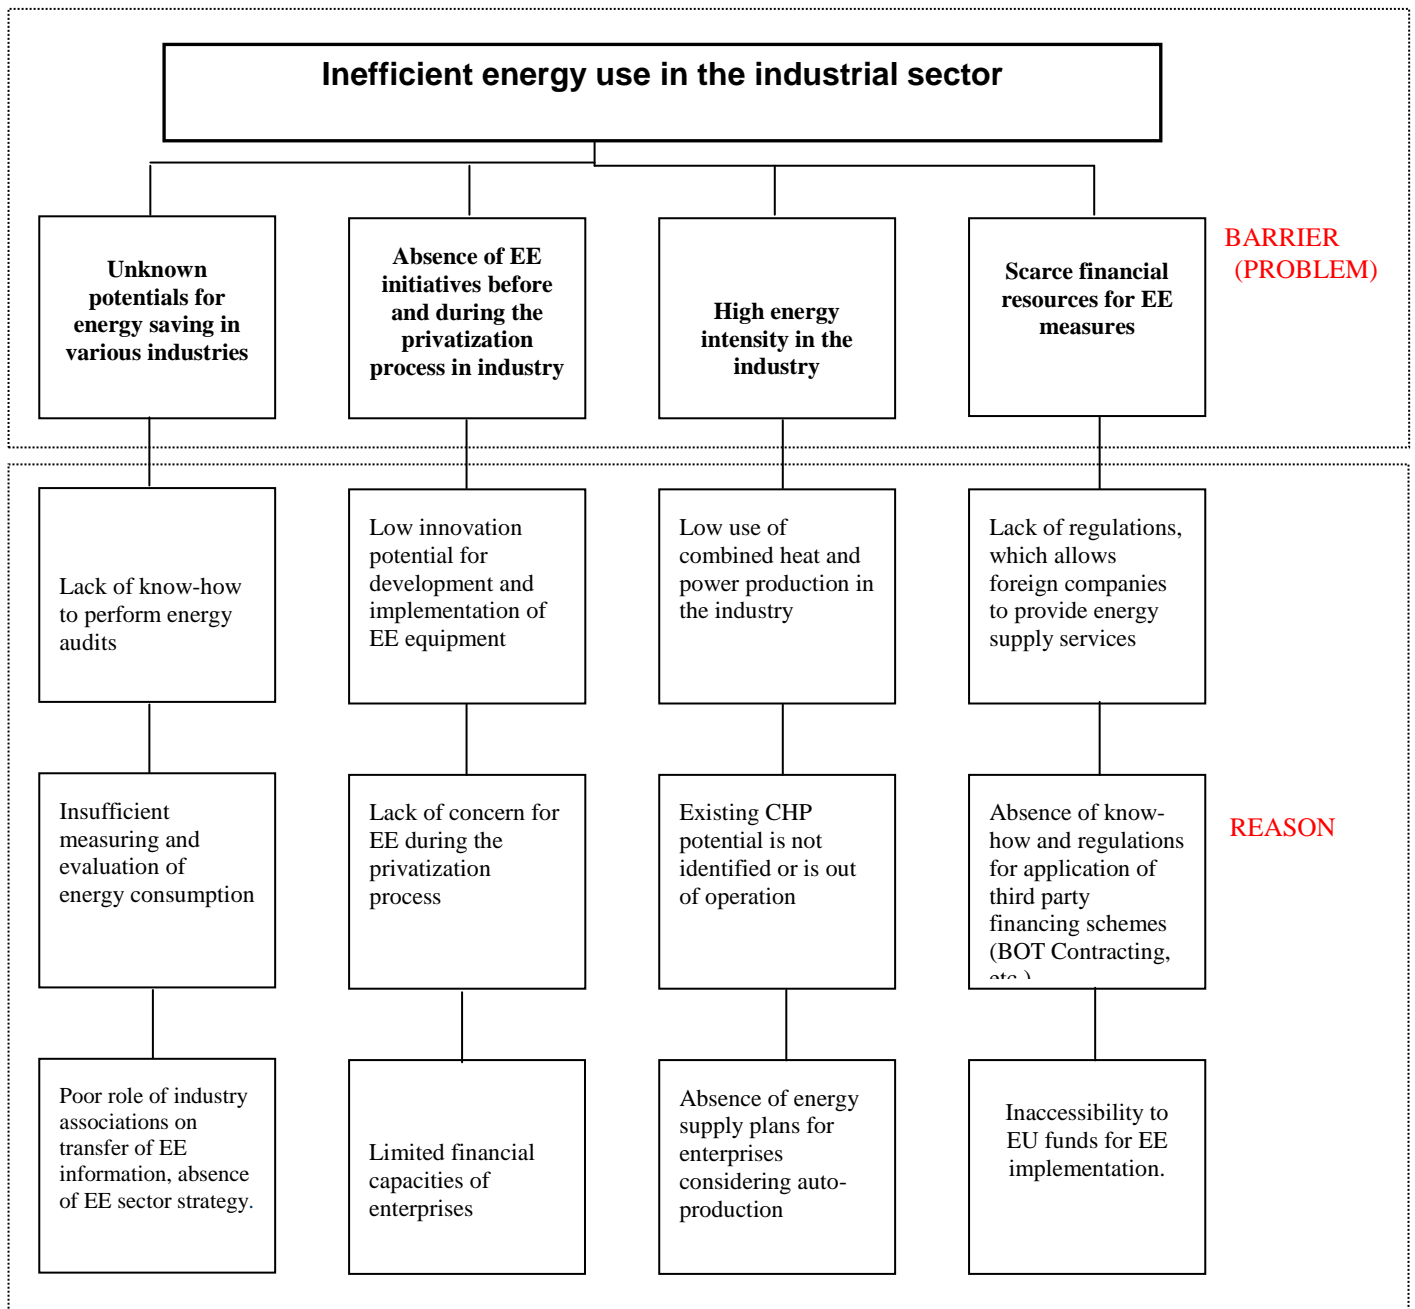 Inefficient energy use in the industrial sector
Unknown
potentials for
energy saving in
various industries
Absence of EE
initiatives before
and during the
privatization
process in industry
High energy
intensity in the
industry
Scarce financial
resources for EE
measures
BARRIER
(PROBLEM)
Lack of know-how
to perform energy
audits
Low innovation
potential for
development and
implementation of
EE equipment
Low use of
combined heat and
power production in
the industry
Lack of regulations,
which allows
foreign companies
to provide energy
supply services
Insufficient
measuring and
evaluation of
energy consumption
Lack of concern for
EE during the
privatization
process
Existing CHP
potential is not
identified or is out
of operation
Absence of know-
how and regulations
for application of
third party
financing schemes
(BOT Contracting,
etc.)
REASON
Poor role of industry
associations on
transfer of EE
information, absence
of EE sector strategy.
Limited financial
capacities of
enterprises
Absence of energy
supply plans for
enterprises
considering auto-
production
Inaccessibility to
EU funds for EE
implementation.